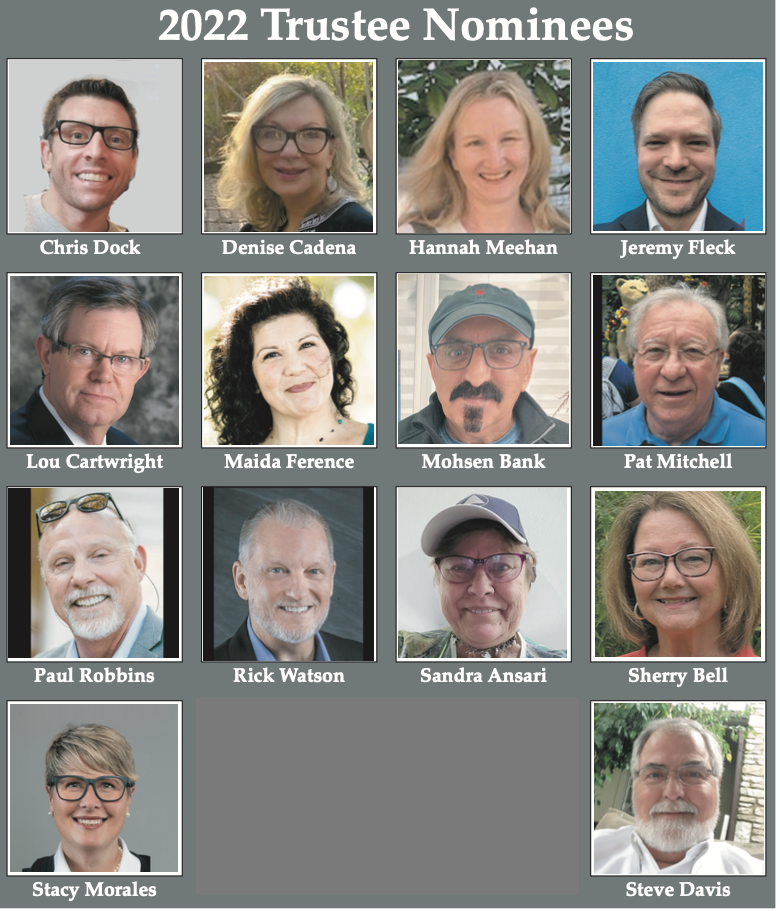 2022 Trustee Nominees
Chris Dock
Denise Cadena
Hannah Meehan
Jeremy Fleck
Lou Cartwright
Maida Ference
Mohsen Bank
Pat Mitchell
Paul Robbins
Rick Watson
Sandra Ansari
Sherry Bell
Stacy Morales
Steve Davis